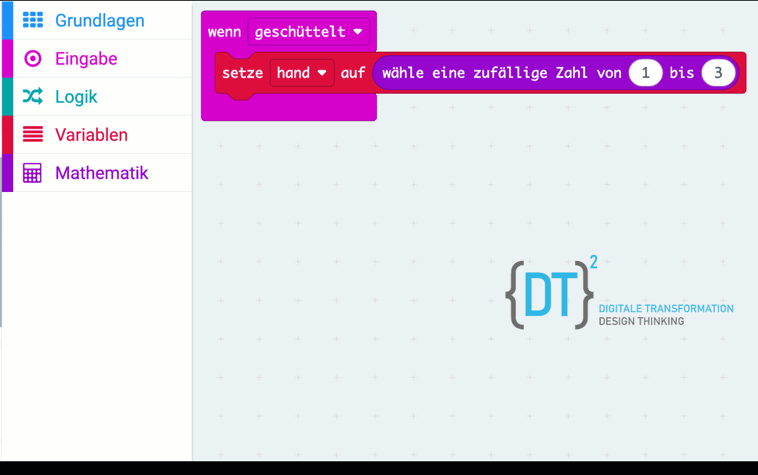 Grundlagen
Eingabe
Logik
Variablen
Mathematik
wenn geschüttelt
setze hand auf wähle eine zufällige Zahl von 1 bis 3
{DT}²
DIGITALE TRANSFORMATION
DESIGN THINKING